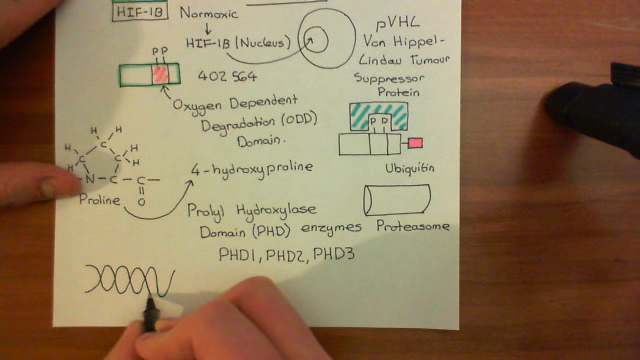 HIF-1B
Normoxic
HIF-1B (Nucleus)
P P
402 564
Oxygen Dependent
Degradation (ODD)
Domain.
pVHL
Von Hippel-
Lindau Tumour
Suppressor
Protein
P P
Ubiquitin
Proteasome
H H
C
H H
C C
H H
N - C - C -
O
Proline
4-hydroxyproline
Prolyl Hydroxylase
Domain (PHD) enzymes
PHD1, PHD2, PHD3